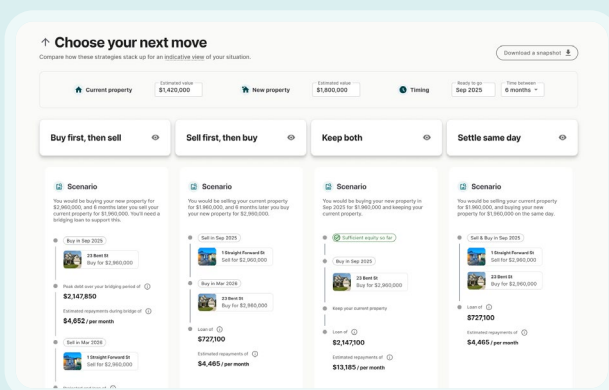 Choose your next move
Compare how these strategies stack up for an indicative view of your situation.
Download a snapshot
Current property
Estimated value
$1,420,000
New property
Estimated value
$1,800,000
Timing
Ready to go
Sep 2025
Time between
6 months
Buy first, then sell
Sell first, then buy
Keep both
Settle same day
Scenario
You would be buying your new property for
$2,960,000, and 6 months later you sell your
current property for $1,960,000. You'll need a
bridging loan to support this.
Buy in Sep 2025
23 Bent St
Buy for $2,960,000
Peak debt over your bridging period of
$2,147,850
Estimated repayments during bridge of
$4,652 / per month
Sell in Mar 2026
1 Straight Forward St
Sell for $2,960,000
Scenario
You would be selling your current property
for $1,960,000, and 6 months later you buy
your new property for $2,960,000.
Sell in Sep 2025
1 Straight Forward St
Sell for $2,960,000
Buy in Mar 2026
23 Bent St
Buy for $2,960,000
Loan of
$727,100
Estimated repayments of
$4,465 / per month
Scenario
You would be buying your new property in
Sep 2025 for $1,960,000 and keeping your
current property.
Sufficient equity so far
Buy in Sep 2025
23 Bent St
Buy for $2,960,000
Keep your current property
Loan of
$2,147,100
Estimated repayments of
$13,185 / per month
Scenario
You would be selling your current property
for $1,960,000, and buying your new
property for $1,960,000 on the same day.
Sell & Buy in Sep 2025
1 Straight Forward St
Sell for $2,960,000
23 Bent St
Buy for $2,960,000
Loan of
$727,100
Estimated repayments of
$4,465 / per month